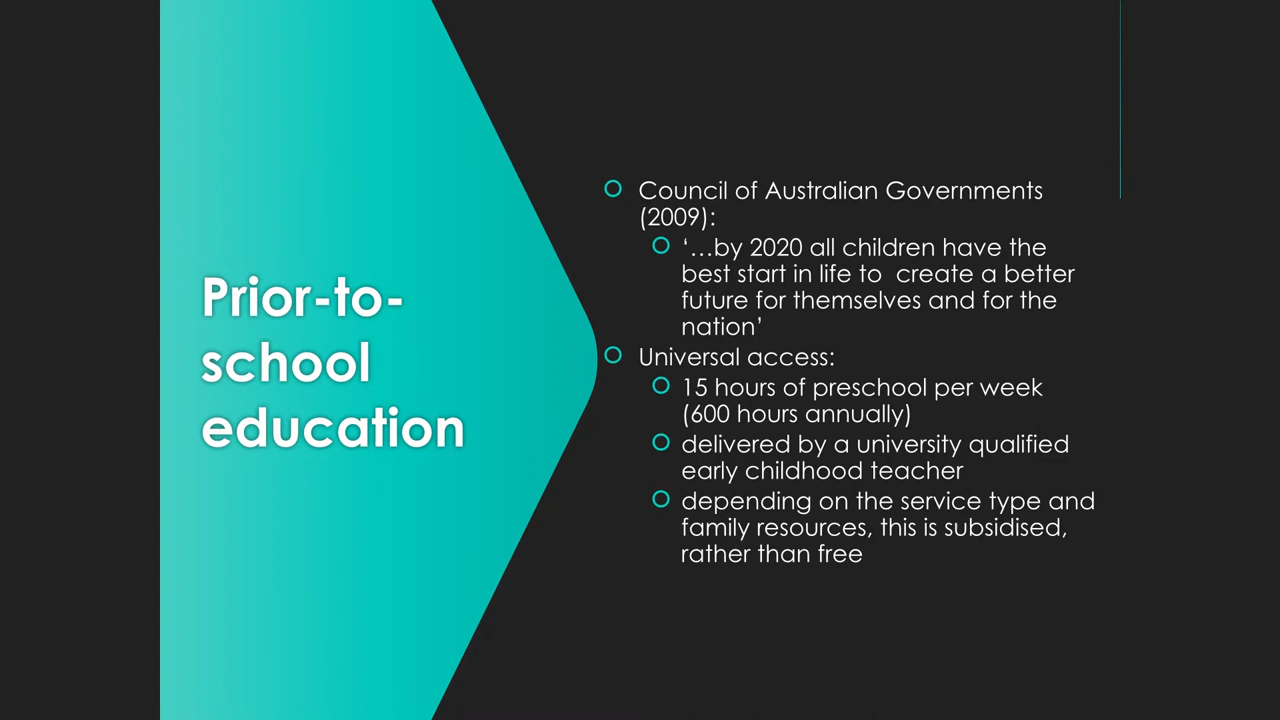 Prior-to-
school
education
Council of Australian Governments
(2009):
‘…by 2020 all children have the
best start in life to  create a better
future for themselves and for the
nation’
Universal access:
15 hours of preschool per week
(600 hours annually)
delivered by a university qualified
early childhood teacher
depending on the service type and
family resources, this is subsidised,
rather than free